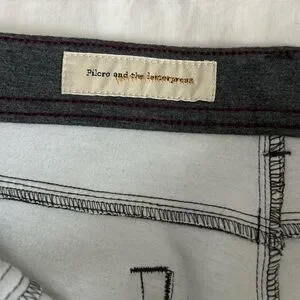 Pilcro and the letterpress